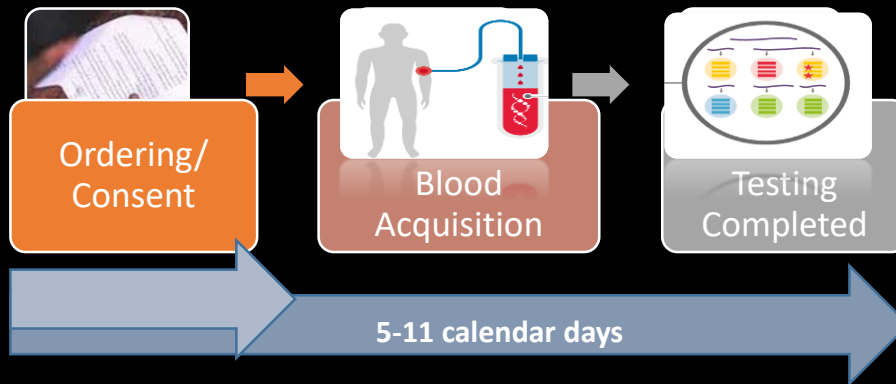 Ordering/
Consent
Blood
Acquisition
Testing
Completed
5-11 calendar days